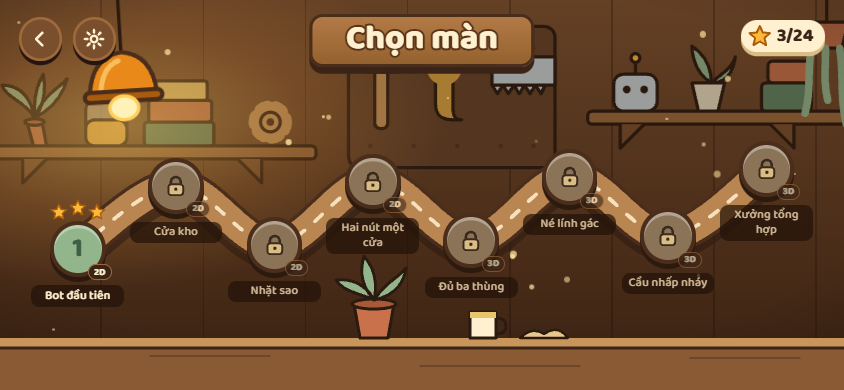 Chọn màn
3/24
2D
Cửa kho
2D
Hai nút một
cửa
3D
Né lính gác
3D
Xưởng tổng
hợp
1
2D
Bot đầu tiên
2D
Nhặt sao
3D
Đủ ba thùng
3D
Cầu nhấp nháy